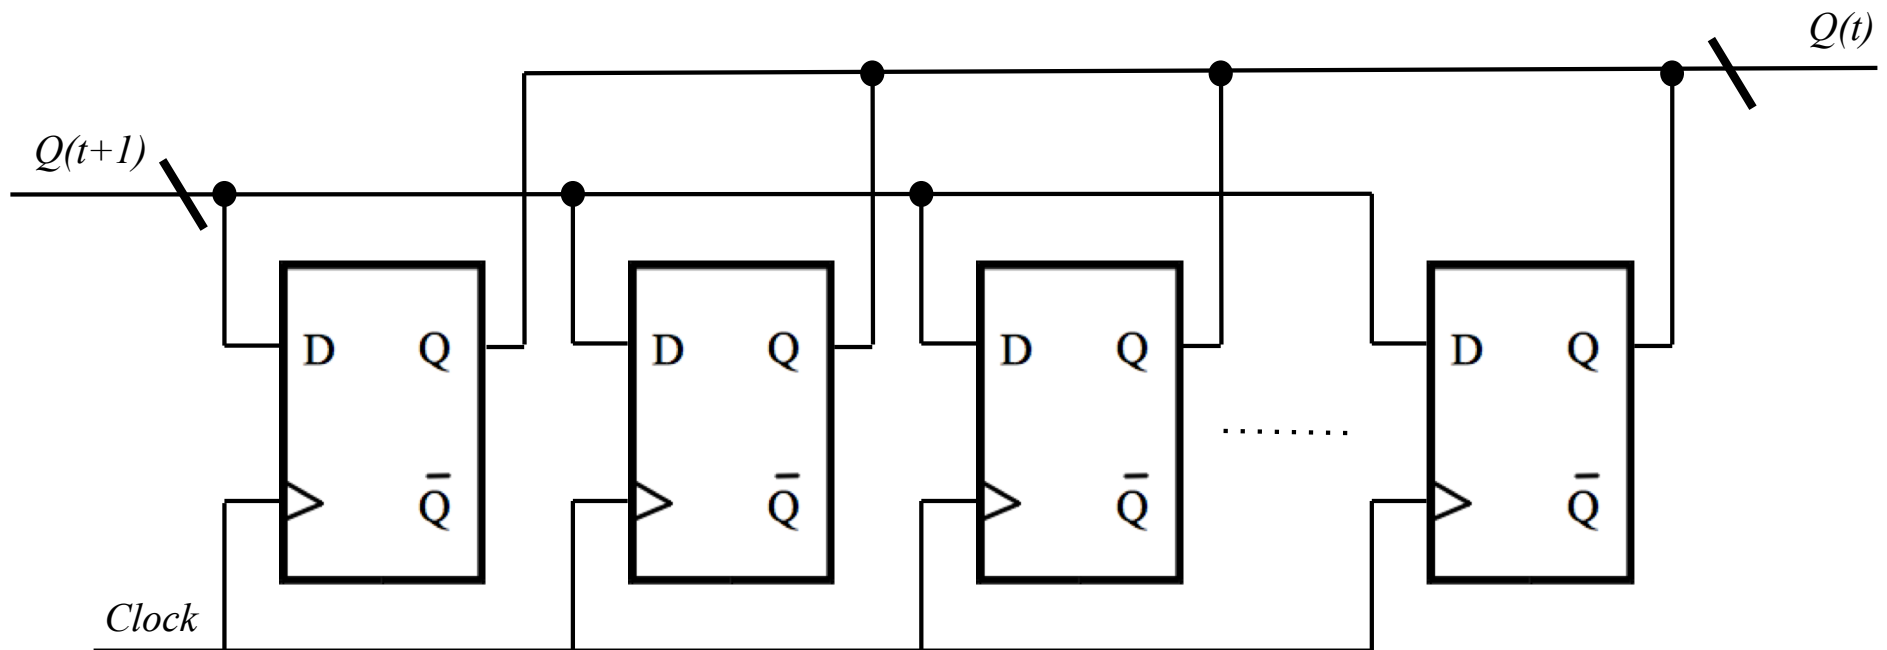 Q(t)
Q(t+1)
D Q D Q D Q D Q
.......
Q̅ Q̅ Q̅ Q̅
Clock